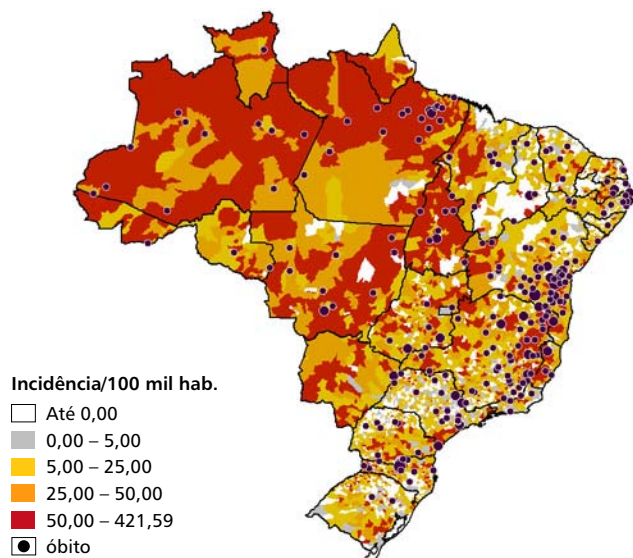 Incidência/100 mil hab.
Até 0,00
0,00 – 5,00
5,00 – 25,00
25,00 – 50,00
50,00 – 421,59
óbito